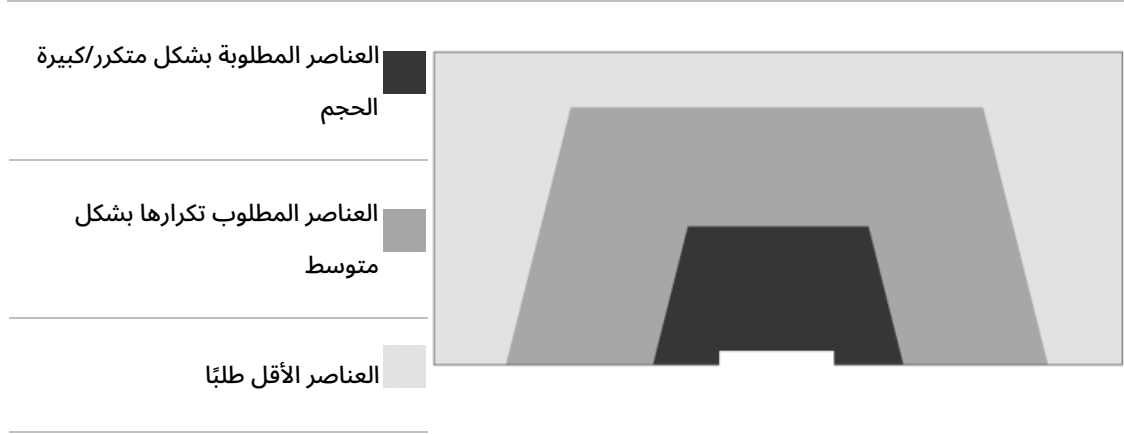 العناصر المطلوبة بشكل متكرر/كبيرة
الحجم
العناصر المطلوب تكرارها بشكل
متوسط
العناصر الأقل طلبًا